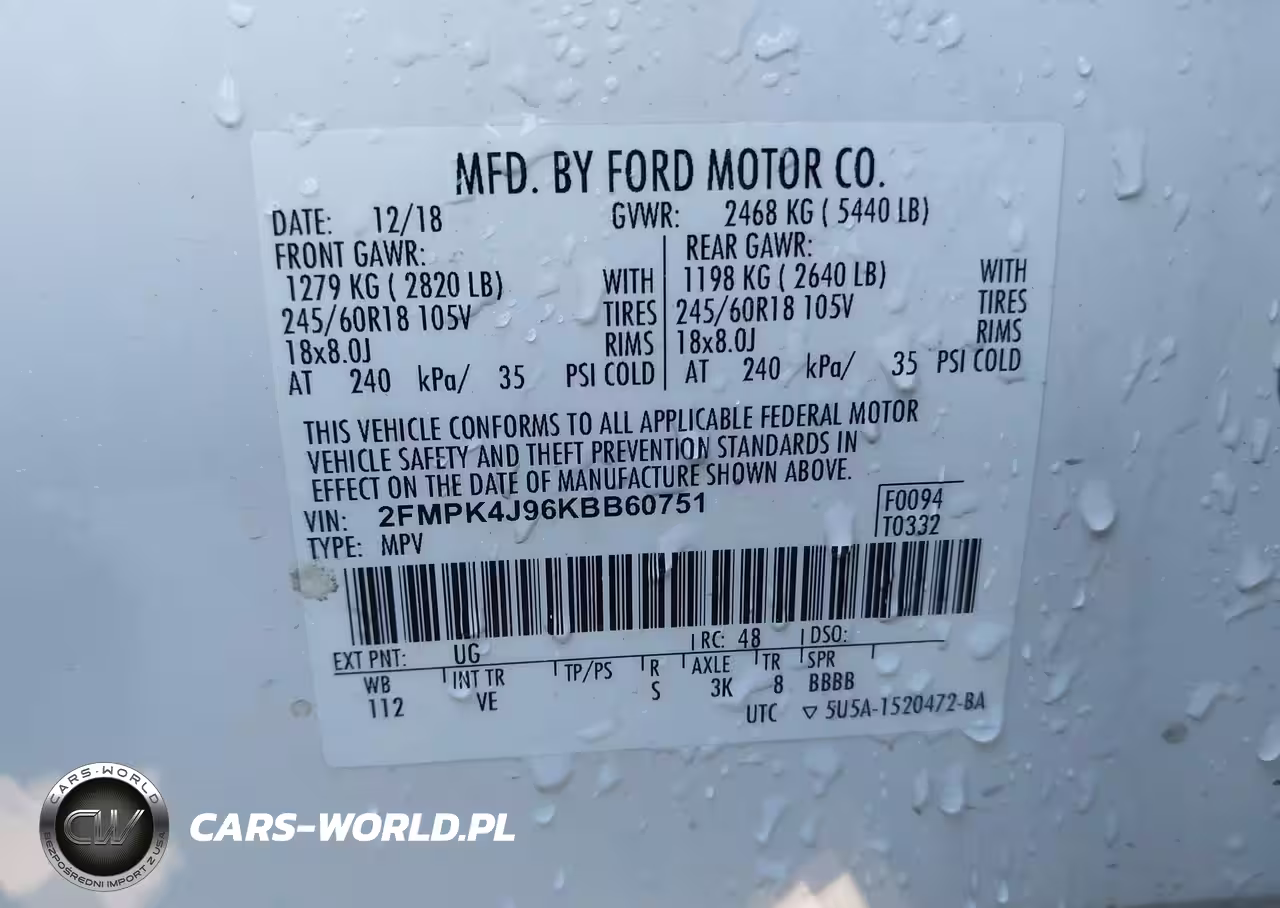 MFD. BY FORD MOTOR CO.
DATE: 12/18 GVWR: 2468 KG ( 5440 LB)
FRONT GAWR: REAR GAWR:
1279 KG ( 2820 LB) WITH 1198 KG ( 2640 LB) WITH
245/60R18 105V TIRES 245/60R18 105V TIRES
18x8.0J RIMS 18x8.0J RIMS
AT 240 kPa/ 35 PSI COLD AT 240 kPa/ 35 PSI COLD
THIS VEHICLE CONFORMS TO ALL APPLICABLE FEDERAL MOTOR
VEHICLE SAFETY AND THEFT PREVENTION STANDARDS IN
EFFECT ON THE DATE OF MANUFACTURE SHOWN ABOVE.
VIN: 2FMPK4J96KBB60751 F0094
TYPE: MPV T0332
EXT PNT: UG RC: 48 DSO:
WB INT TR TP/PS R AXLE TR SPR
112 VE S 3K 8 BBBB
UTC ▽ 5U5A-1520472-BA
CARS-WORLD
CW
BEZPOŚREDNI IMPORT Z USA
CARS-WORLD.PL